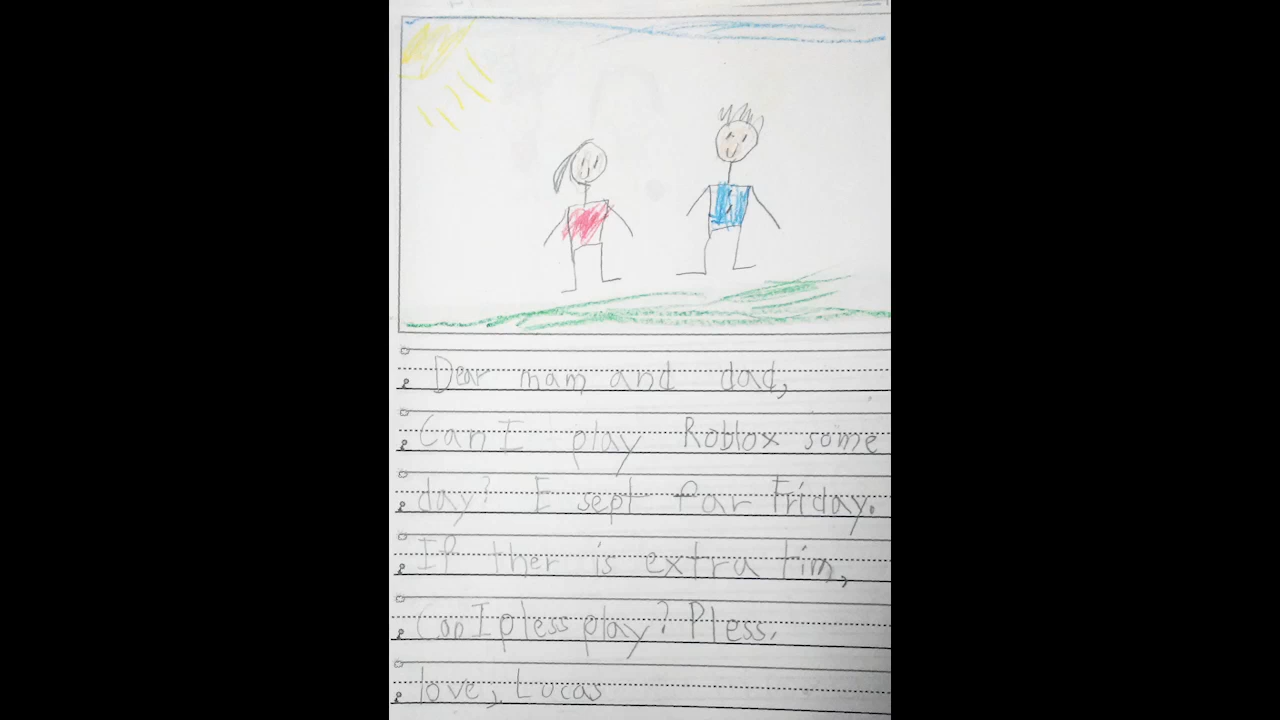 Dear mam and dad,
Can I play Roblox some
day? E sept far Friday.
If ther is extra tim,
Can I pless play? Pless.
love, Lucas